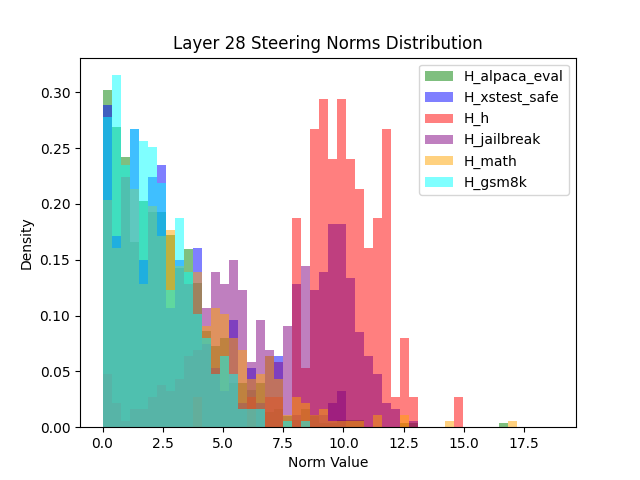 Layer 28 Steering Norms Distribution
H_alpaca_eval
H_xstest_safe
H_h
H_jailbreak
H_math
H_gsm8k
Density
0.30
0.25
0.20
0.15
0.10
0.05
0.00
0.0 2.5 5.0 7.5 10.0 12.5 15.0 17.5
Norm Value